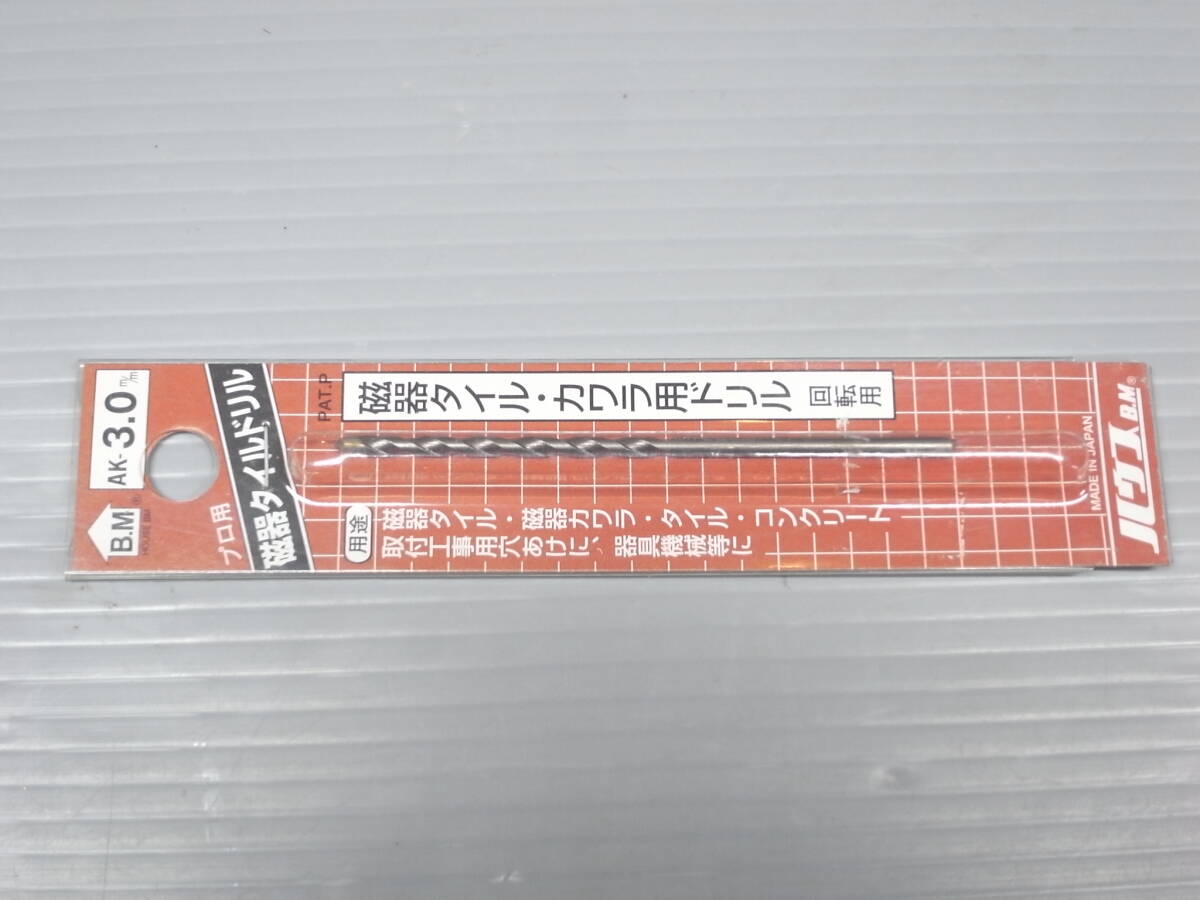 AK-3.0m/m
B.M®
HOUSE BM
プロ用
磁器タイルドリル
PAT.P
磁器タイル・カワラ用ドリル
回転用
用途
磁器タイル・磁器カワラ・タイル・コンクリート
取付工事用穴あけに、器具機械等に
MADE IN JAPAN
ハウスB.M®